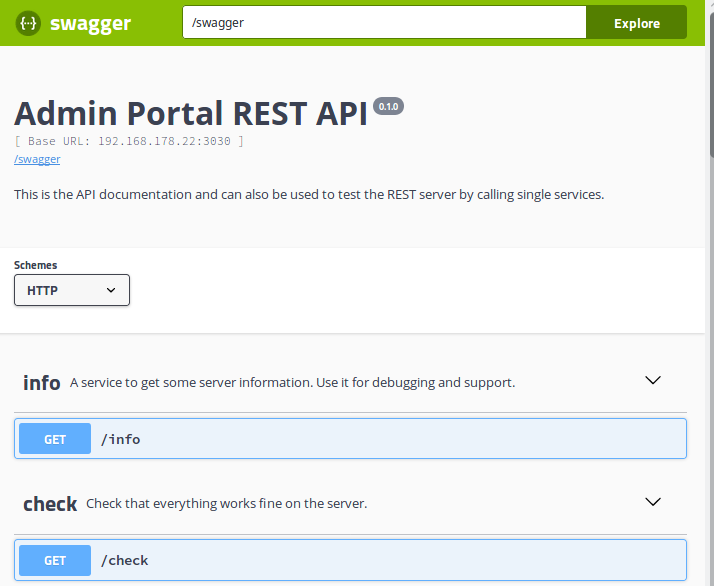 {···} swagger
/swagger
Explore
Admin Portal REST API 0.1.0
[ Base URL: 192.168.178.22:3030 ]
/swagger
This is the API documentation and can also be used to test the REST server by calling single services.
Schemes
HTTP
info A service to get some server information. Use it for debugging and support.
GET /info
check Check that everything works fine on the server.
GET /check